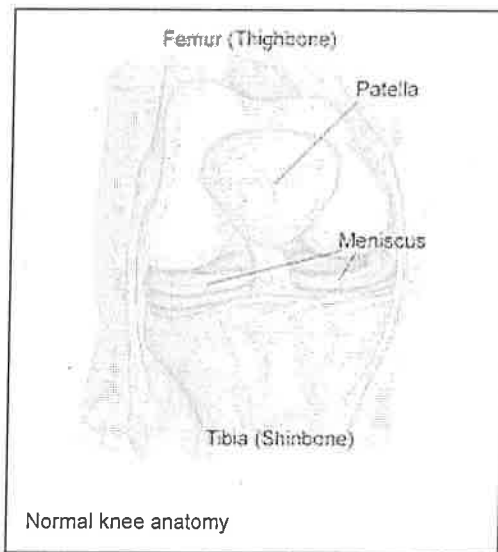 Femur (Thighbone)
Patella
Meniscus
Tibia (Shinbone)
Normal knee anatomy